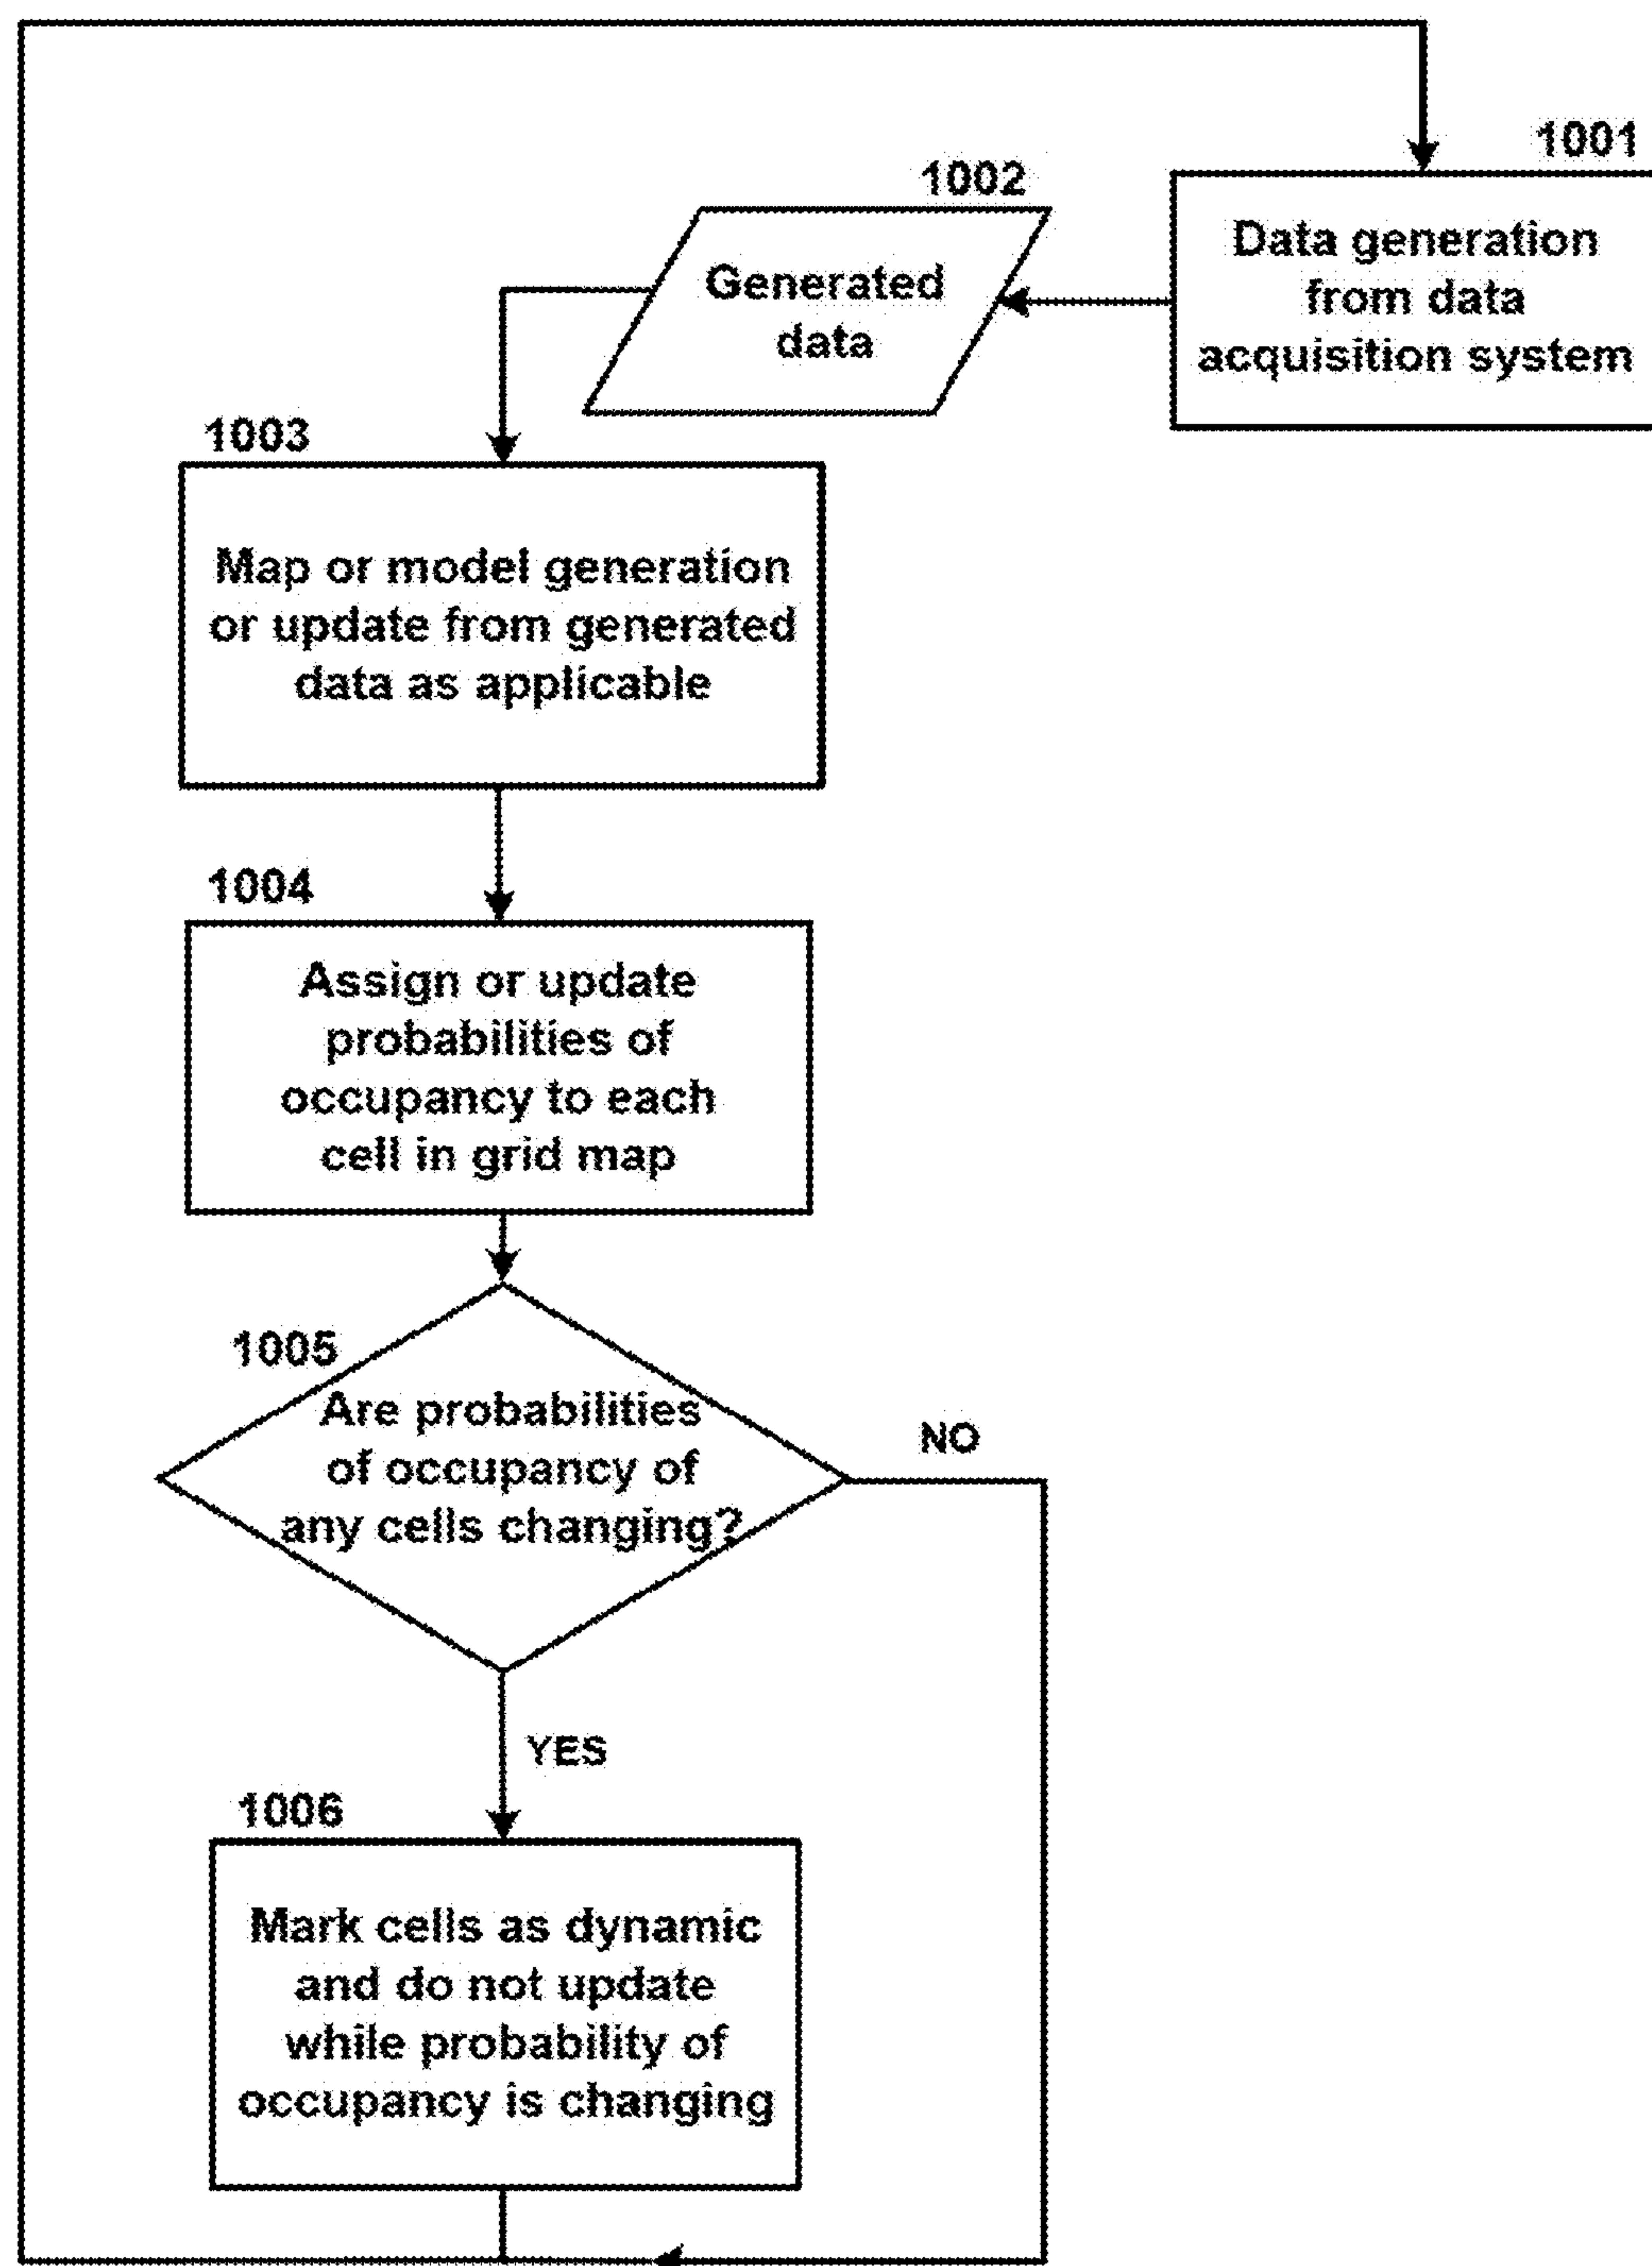 1001
Data generation
from data
acquisition system
1002
Generated
data
1003
Map or model generation
or update from generated
data as applicable
1004
Assign or update
probabilities of
occupancy to each
cell in grid map
1005
Are probabilities
of occupancy of
any cells changing?
NO
YES
1006
Mark cells as dynamic
and do not update
while probability of
occupancy is changing